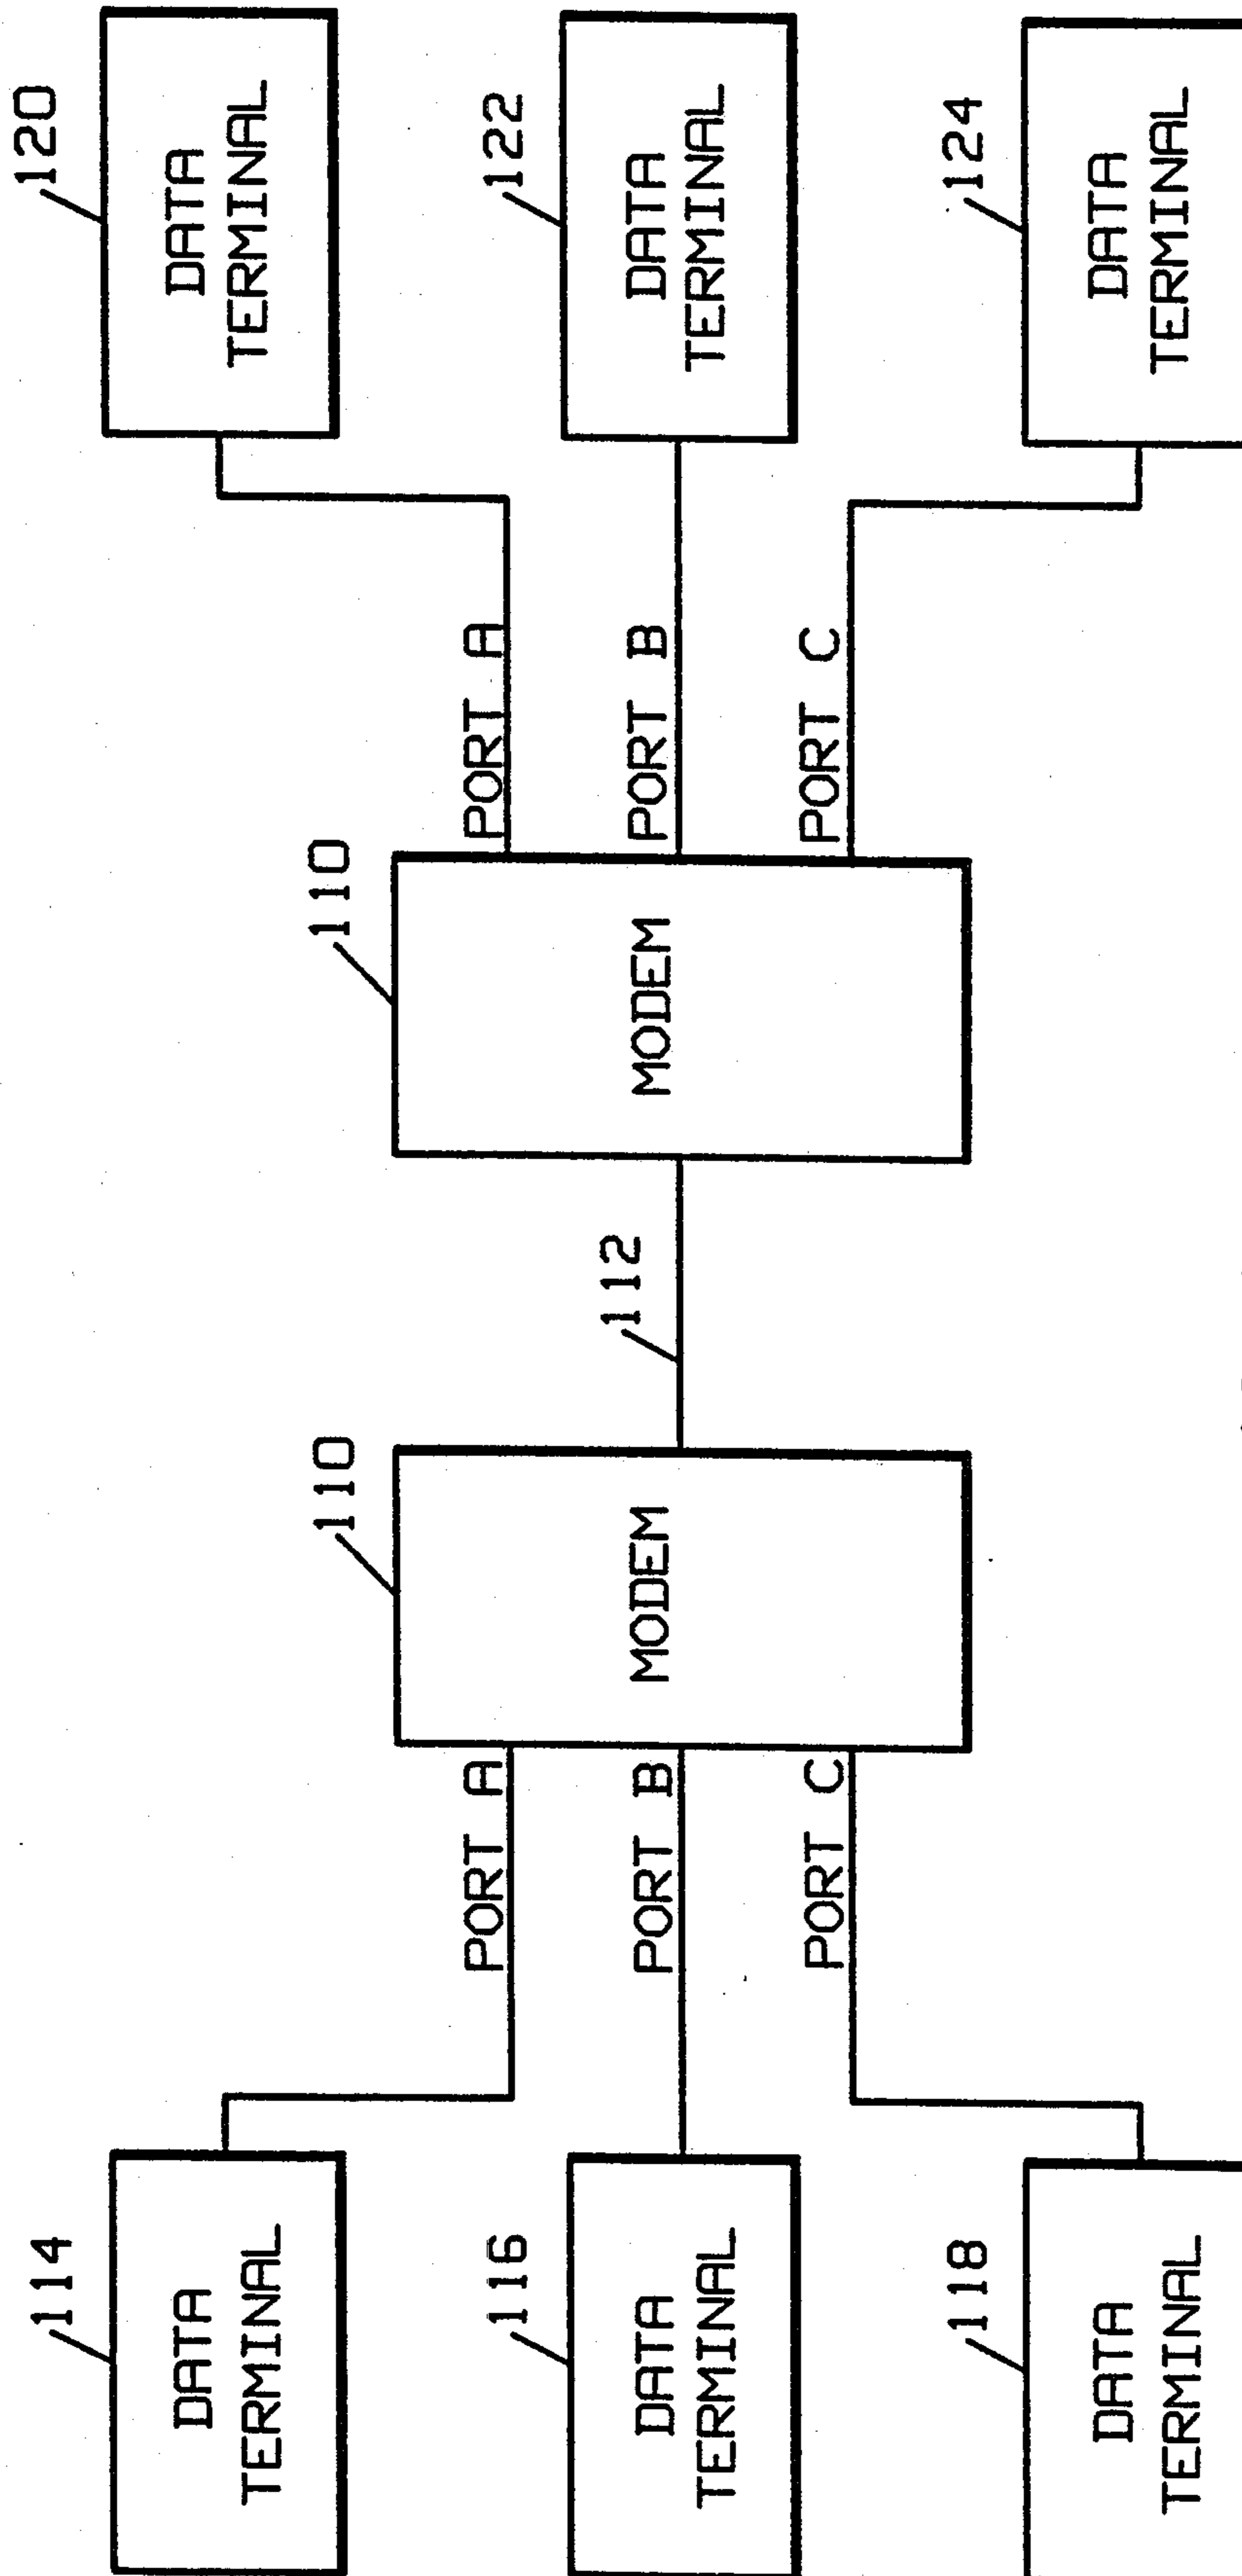 114
DATA
TERMINAL
116
DATA
TERMINAL
118
DATA
TERMINAL
PORT A
PORT B
PORT C
110
MODEM
112
110
MODEM
PORT A
PORT B
PORT C
120
DATA
TERMINAL
122
DATA
TERMINAL
124
DATA
TERMINAL